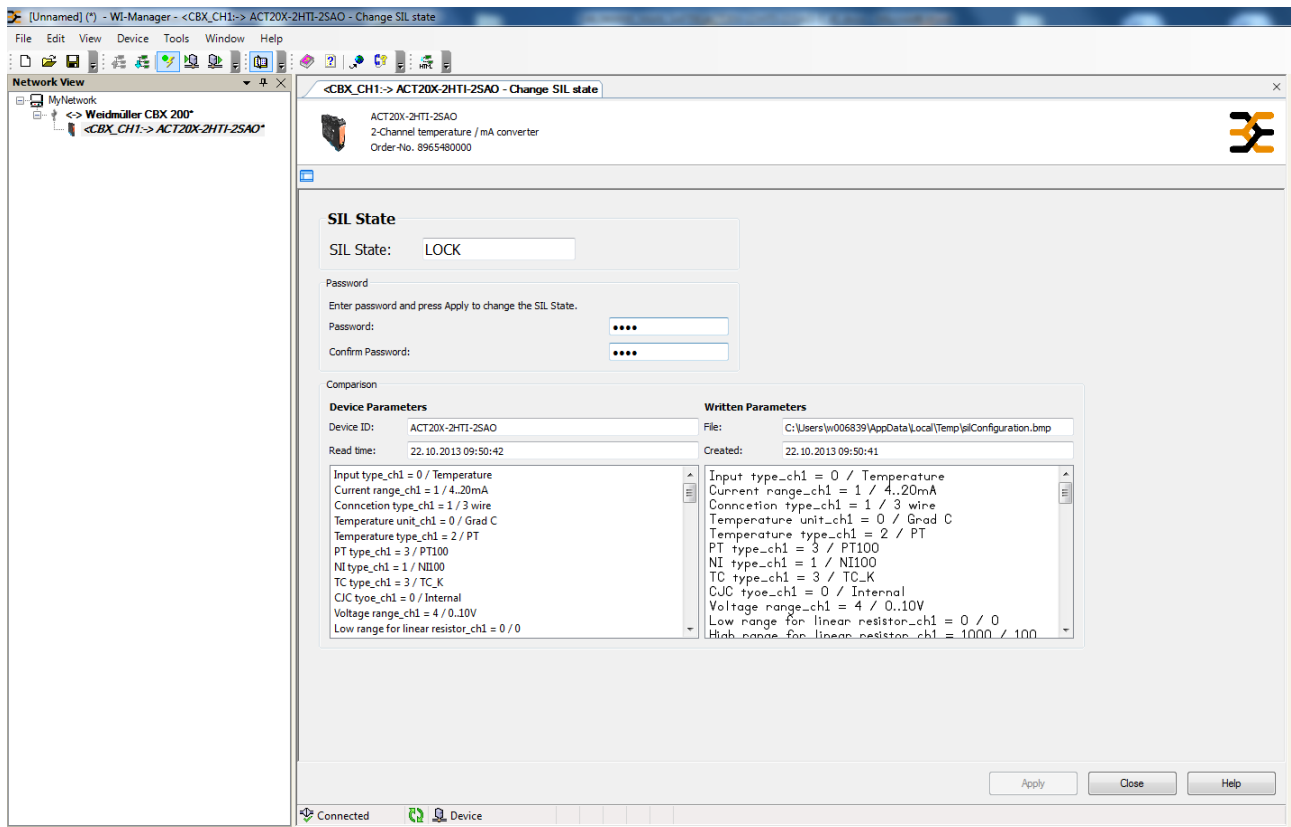 [Unnamed] (*) - WI-Manager - <CBX_CH1:-> ACT20X-2HTI-2SAO - Change SIL state
File Edit View Device Tools Window Help
Network View
MyNetwork
<-> Weidmüller CBX 200*
<CBX_CH1:-> ACT20X-2HTI-2SAO*
<CBX_CH1:-> ACT20X-2HTI-2SAO - Change SIL state
ACT20X-2HTI-2SAO
2-Channel temperature / mA converter
Order-No. 8965480000
SIL State
SIL State: LOCK
Password
Enter password and press Apply to change the SIL State.
Password: ••••
Confirm Password: ••••
Comparison
Device Parameters
Device ID: ACT20X-2HTI-2SAO
Read time: 22.10.2013 09:50:42
Input type_ch1 = 0 / Temperature
Current range_ch1 = 1 / 4..20mA
Conncetion type_ch1 = 1 / 3 wire
Temperature unit_ch1 = 0 / Grad C
Temperature type_ch1 = 2 / PT
PT type_ch1 = 3 / PT100
NI type_ch1 = 1 / NI100
TC type_ch1 = 3 / TC_K
CJC tyoe_ch1 = 0 / Internal
Voltage range_ch1 = 4 / 0..10V
Low range for linear resistor_ch1 = 0 / 0
Written Parameters
File: C:\Users\w006839\AppData\Local\Temp\silConfiguration.bmp
Created: 22.10.2013 09:50:41
Input type_ch1 = 0 / Temperature
Current range_ch1 = 1 / 4..20mA
Conncetion type_ch1 = 1 / 3 wire
Temperature unit_ch1 = 0 / Grad C
Temperature type_ch1 = 2 / PT
PT type_ch1 = 3 / PT100
NI type_ch1 = 1 / NI100
TC type_ch1 = 3 / TC_K
CJC tyoe_ch1 = 0 / Internal
Voltage range_ch1 = 4 / 0..10V
Low range for linear resistor_ch1 = 0 / 0
High range for linear resistor ch1 = 1000 / 100
Apply Close Help
Connected Device